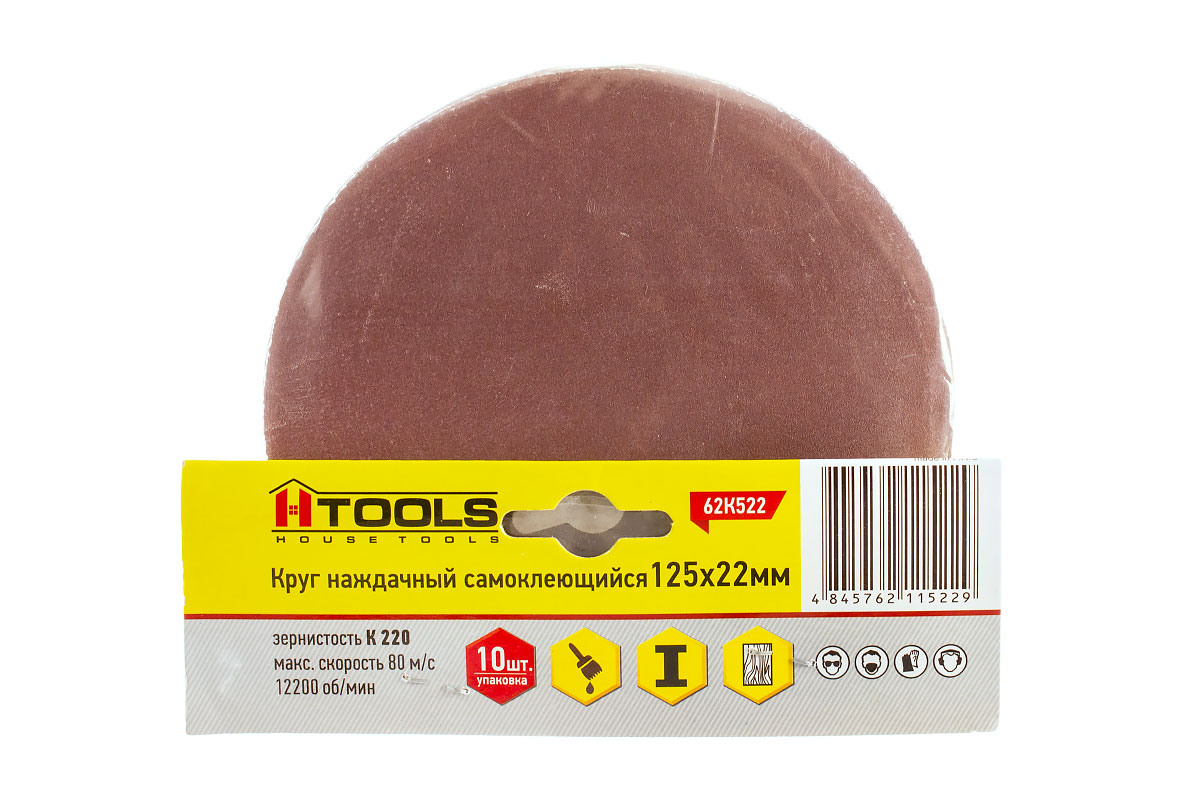 HTOOLS
HOUSE TOOLS
62K522
Круг наждачный самоклеющийся 125х22мм
4 845762 115229
зернистость К 220
макс. скорость 80 м/с
12200 об/мин
10шт.
упаковка